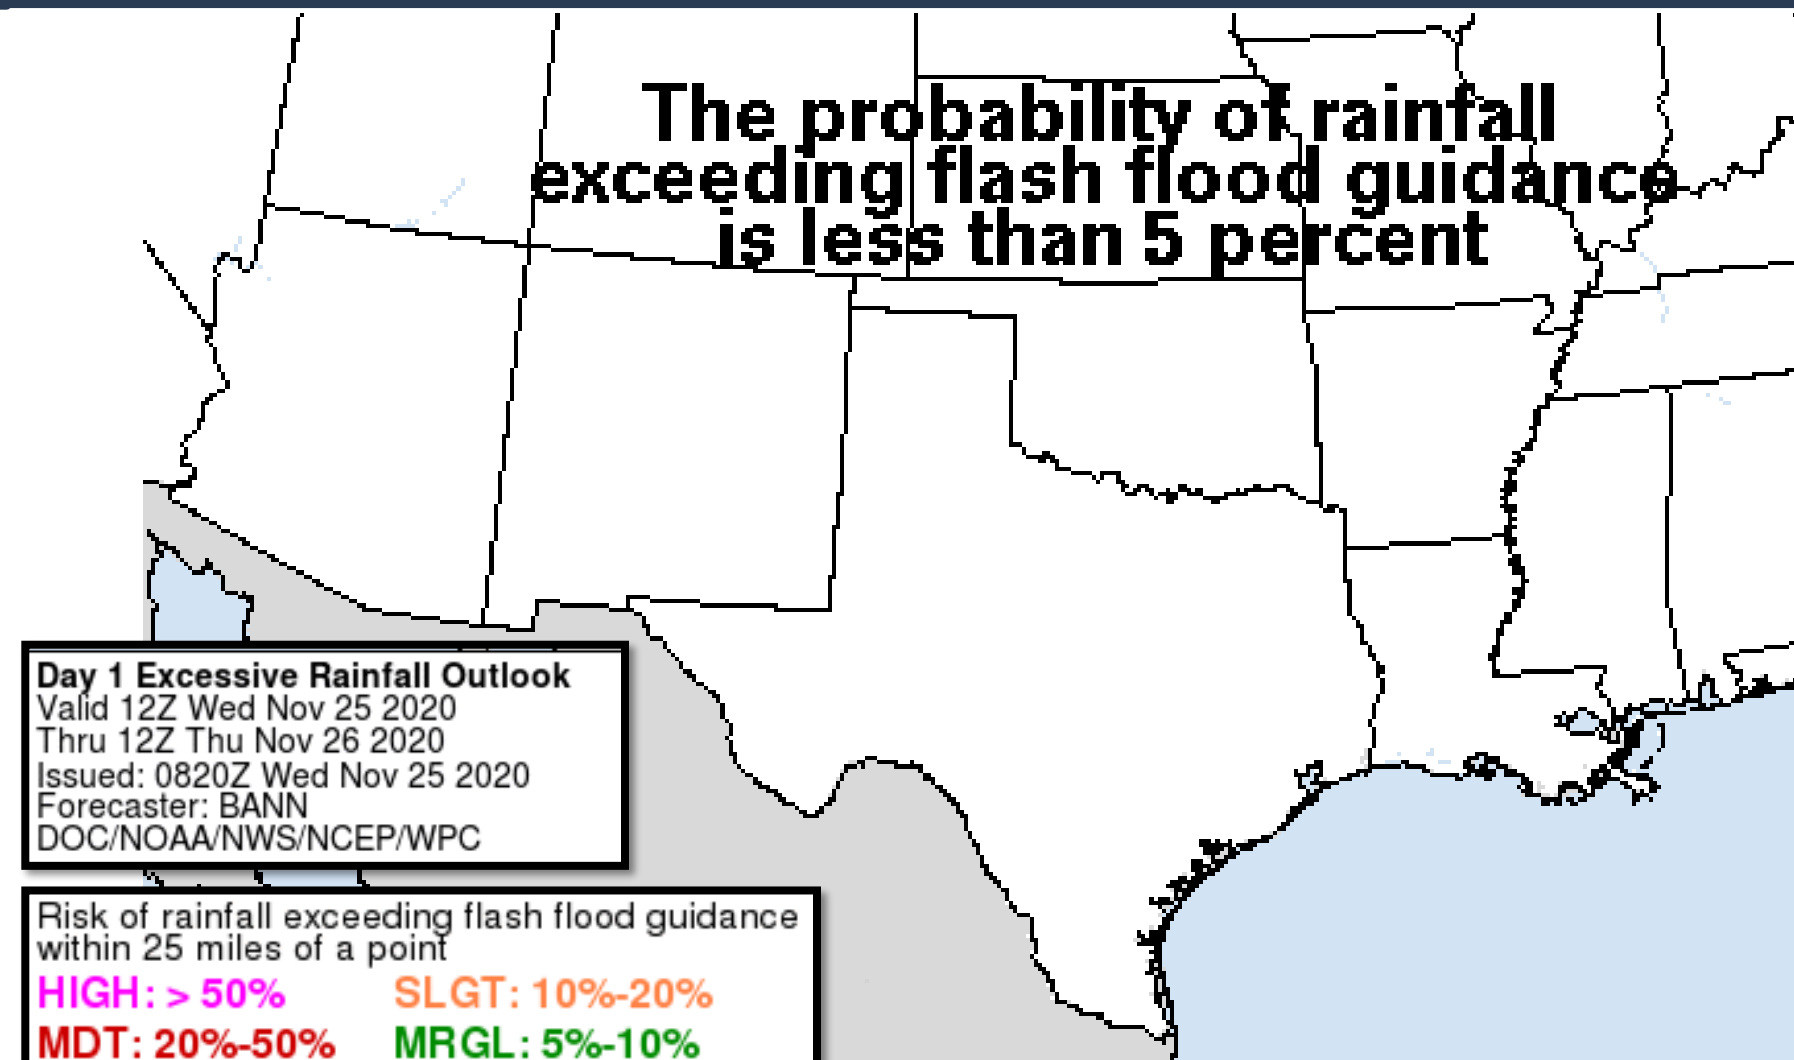 The probability of rainfall
exceeding flash flood guidance
is less than 5 percent
Day 1 Excessive Rainfall Outlook
Valid 12Z Wed Nov 25 2020
Thru 12Z Thu Nov 26 2020
Issued: 0820Z Wed Nov 25 2020
Forecaster: BANN
DOC/NOAA/NWS/NCEP/WPC
Risk of rainfall exceeding flash flood guidance
within 25 miles of a point
HIGH: > 50% SLGT: 10%-20%
MDT: 20%-50% MRGL: 5%-10%